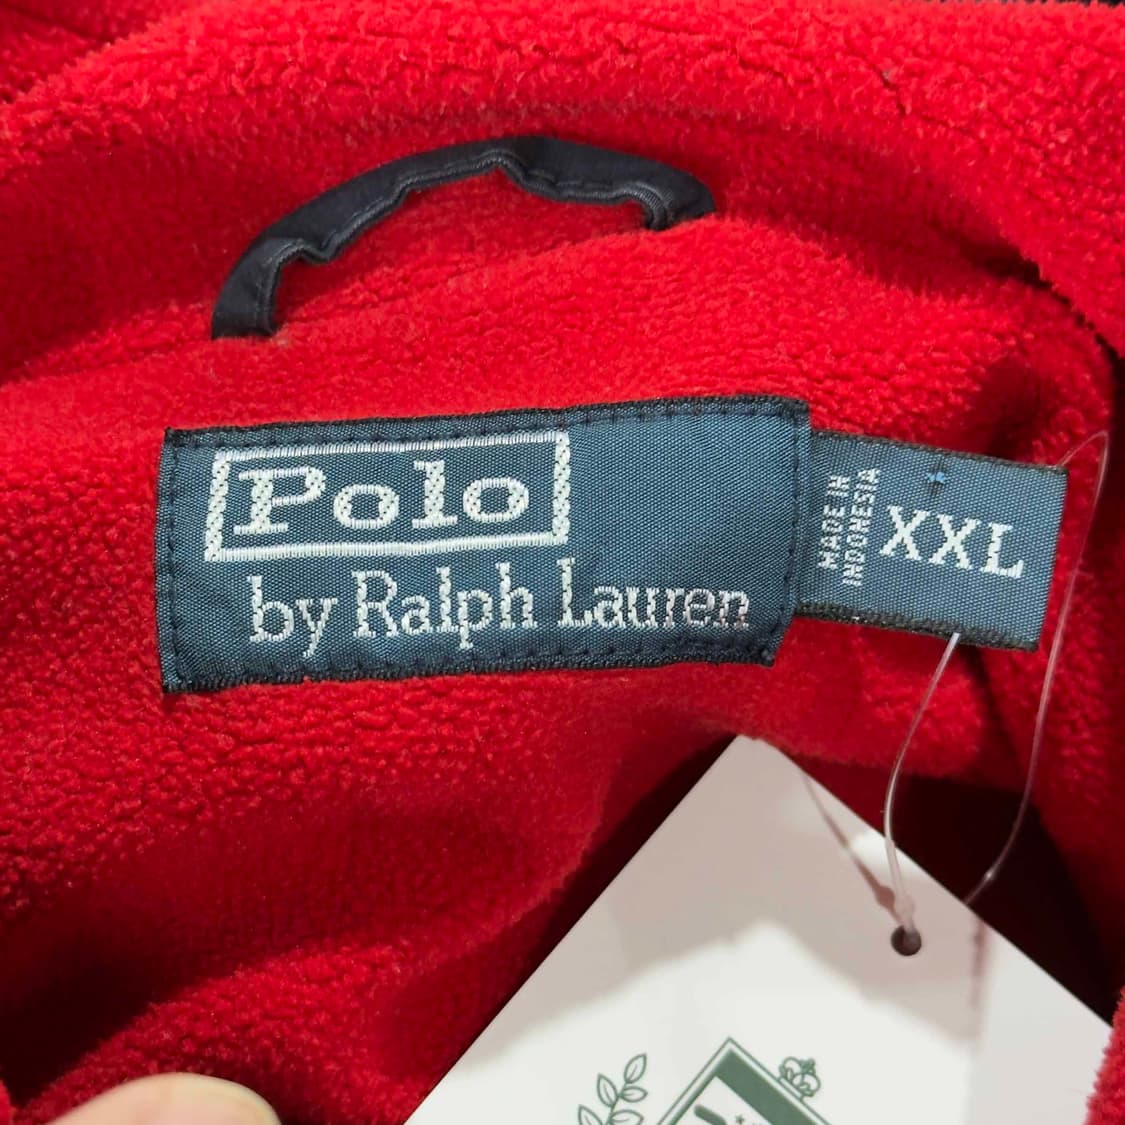 Polo
by Ralph Lauren
MADE IN
INDONESIA
XXL